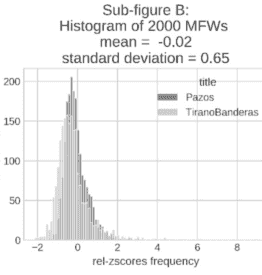 Sub-figure B:
Histogram of 2000 MFWs
mean = -0.02
standard deviation = 0.65
title
Pazos
TiranoBanderas
200
150
100
50
0
−2 0 2 4 6 8
rel-zscores frequency